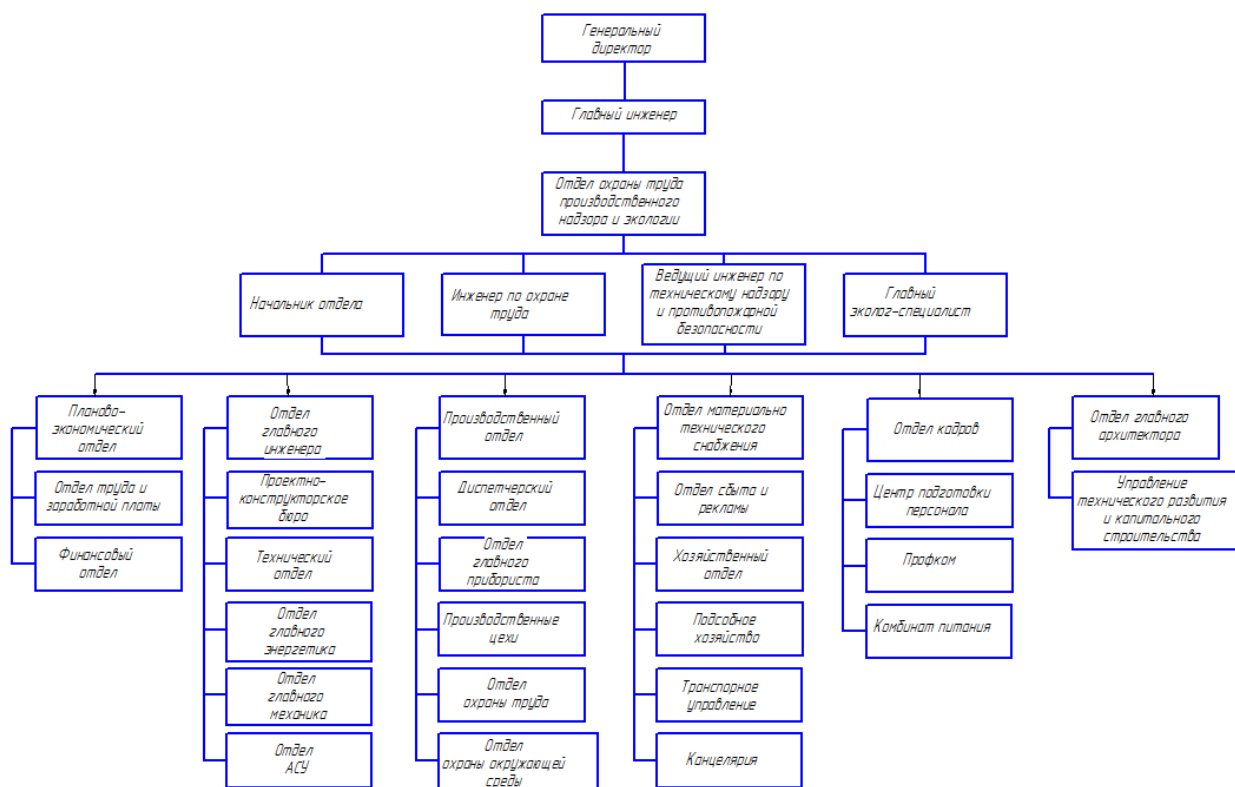 Генеральный
директор
Главный инженер
Отдел охраны труда
производственного
надзора и экологии
Начальник отдела
Инженер по охране
труда
Ведущий инженер по
техническому надзору
и противопожарной
безопасности
Главный
эколог-специалист
Планово-
экономический
отдел
Отдел труда и
заработной платы
Финансовый
отдел
Отдел
главного
инженера
Проектно-
конструкторское
бюро
Технический
отдел
Отдел
главного
энергетика
Отдел
главного
механика
Отдел
АСУ
Производственный
отдел
Диспетчерский
отдел
Отдел
главного
прибориста
Производственные
цехи
Отдел
охраны труда
Отдел
охраны окружающей
среды
Отдел материально
технического
снабжения
Отдел сбыта и
рекламы
Хозяйственный
отдел
Подсобное
хозяйство
Транспорное
управление
Канцелярия
Отдел кадров
Центр подготовки
персонала
Профком
Комбинат питания
Отдел главного
архитектора
Управление
технического развития
и капитального
строительства